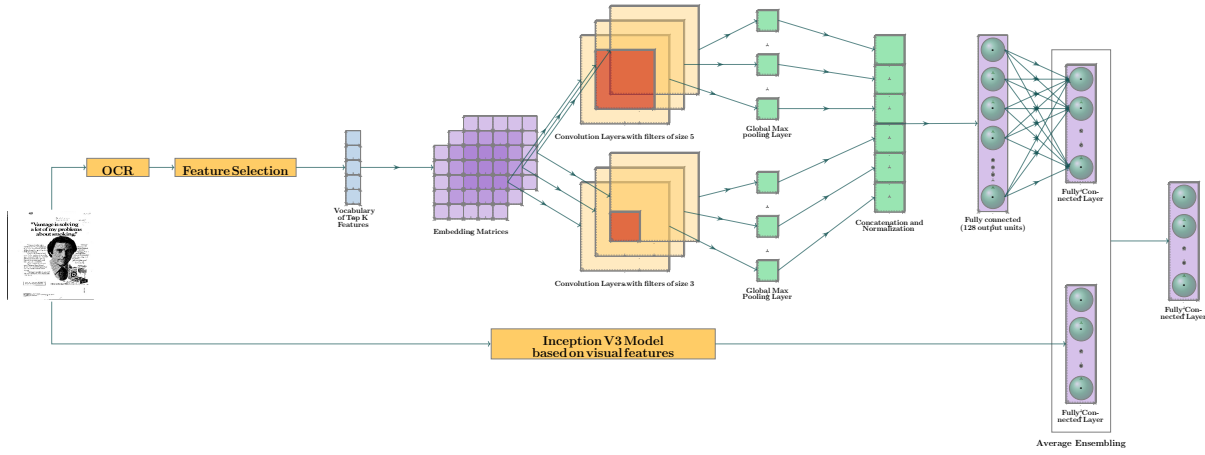 OCR
Feature Selection
"Vantage is solving
a lot of my problems
about smoking."
Vocabulary
of Top K
Features
Embedding Matrices
Convolution Layers with filters of size 5
Convolution Layers with filters of size 3
Global Max
pooling Layer
Global Max
Pooling Layer
Concatenation and
Normalization
Fully connected
(128 output units)
Fully Con-
nected Layer
Fully Con-
nected Layer
Average Ensembling
Fully Con-
nected Layer
Inception V3 Model
based on visual features